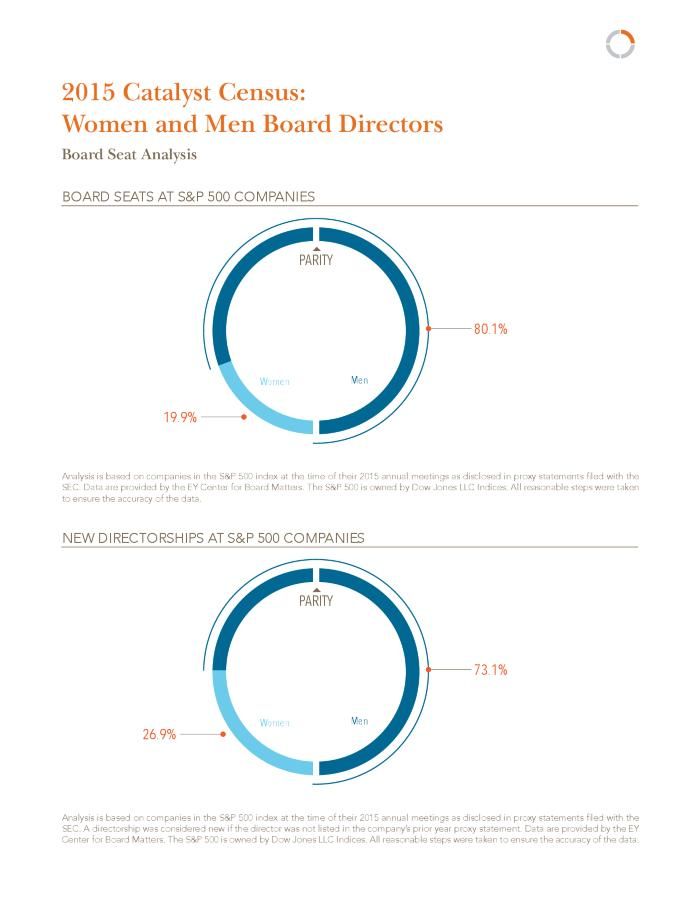 2015 Catalyst Census:
Women and Men Board Directors
Board Seat Analysis
BOARD SEATS AT S&P 500 COMPANIES
PARITY
80.1%
Women
Men
19.9%
Analysis is based on companies in the S&P 500 index at the time of their 2015 annual meetings as disclosed in proxy statements filed with the
SEC. Data are provided by the EY Center for Board Matters. The S&P 500 is owned by Dow Jones LLC Indices. All reasonable steps were taken
to ensure the accuracy of the data.
NEW DIRECTORSHIPS AT S&P 500 COMPANIES
PARITY
73.1%
Women
Men
26.9%
Analysis is based on companies in the S&P 500 index at the time of their 2015 annual meetings as disclosed in proxy statements filed with the
SEC. A directorship was considered new if the director was not listed in the company's prior year proxy statement. Data are provided by the EY
Center for Board Matters. The S&P 500 is owned by Dow Jones LLC Indices. All reasonable steps were taken to ensure the accuracy of the data.